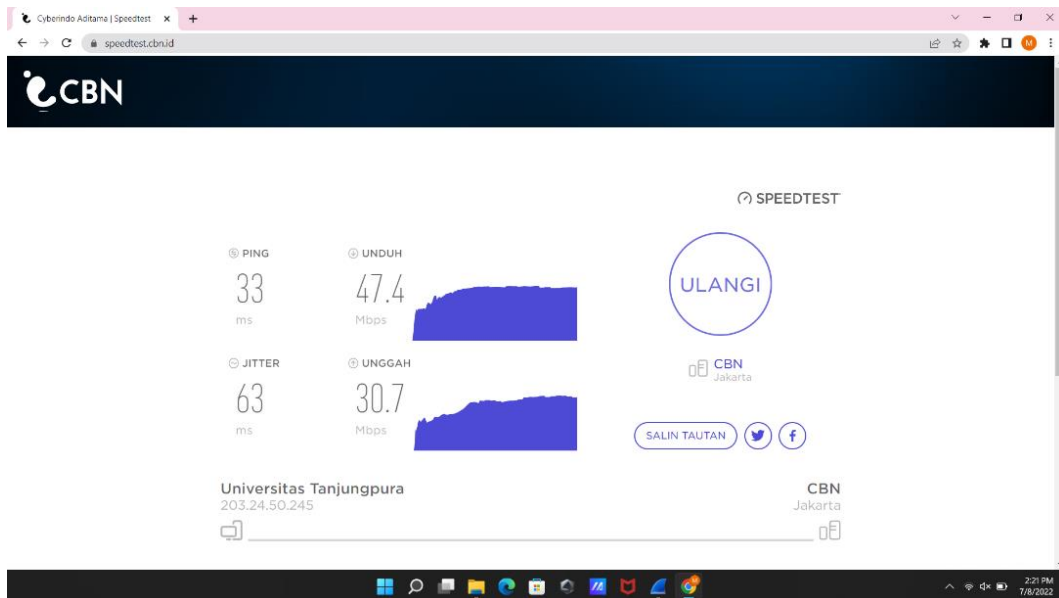 Cyberindo Aditama | Speedtest
speedtest.cbn.id
M
CBN
SPEEDTEST
PING
33
ms
UNDUH
47.4
Mbps
ULANGI
JITTER
63
ms
UNGGAH
30.7
Mbps
CBN
Jakarta
SALIN TAUTAN
Universitas Tanjungpura
203.24.50.245
CBN
Jakarta
2:21 PM
7/8/2022